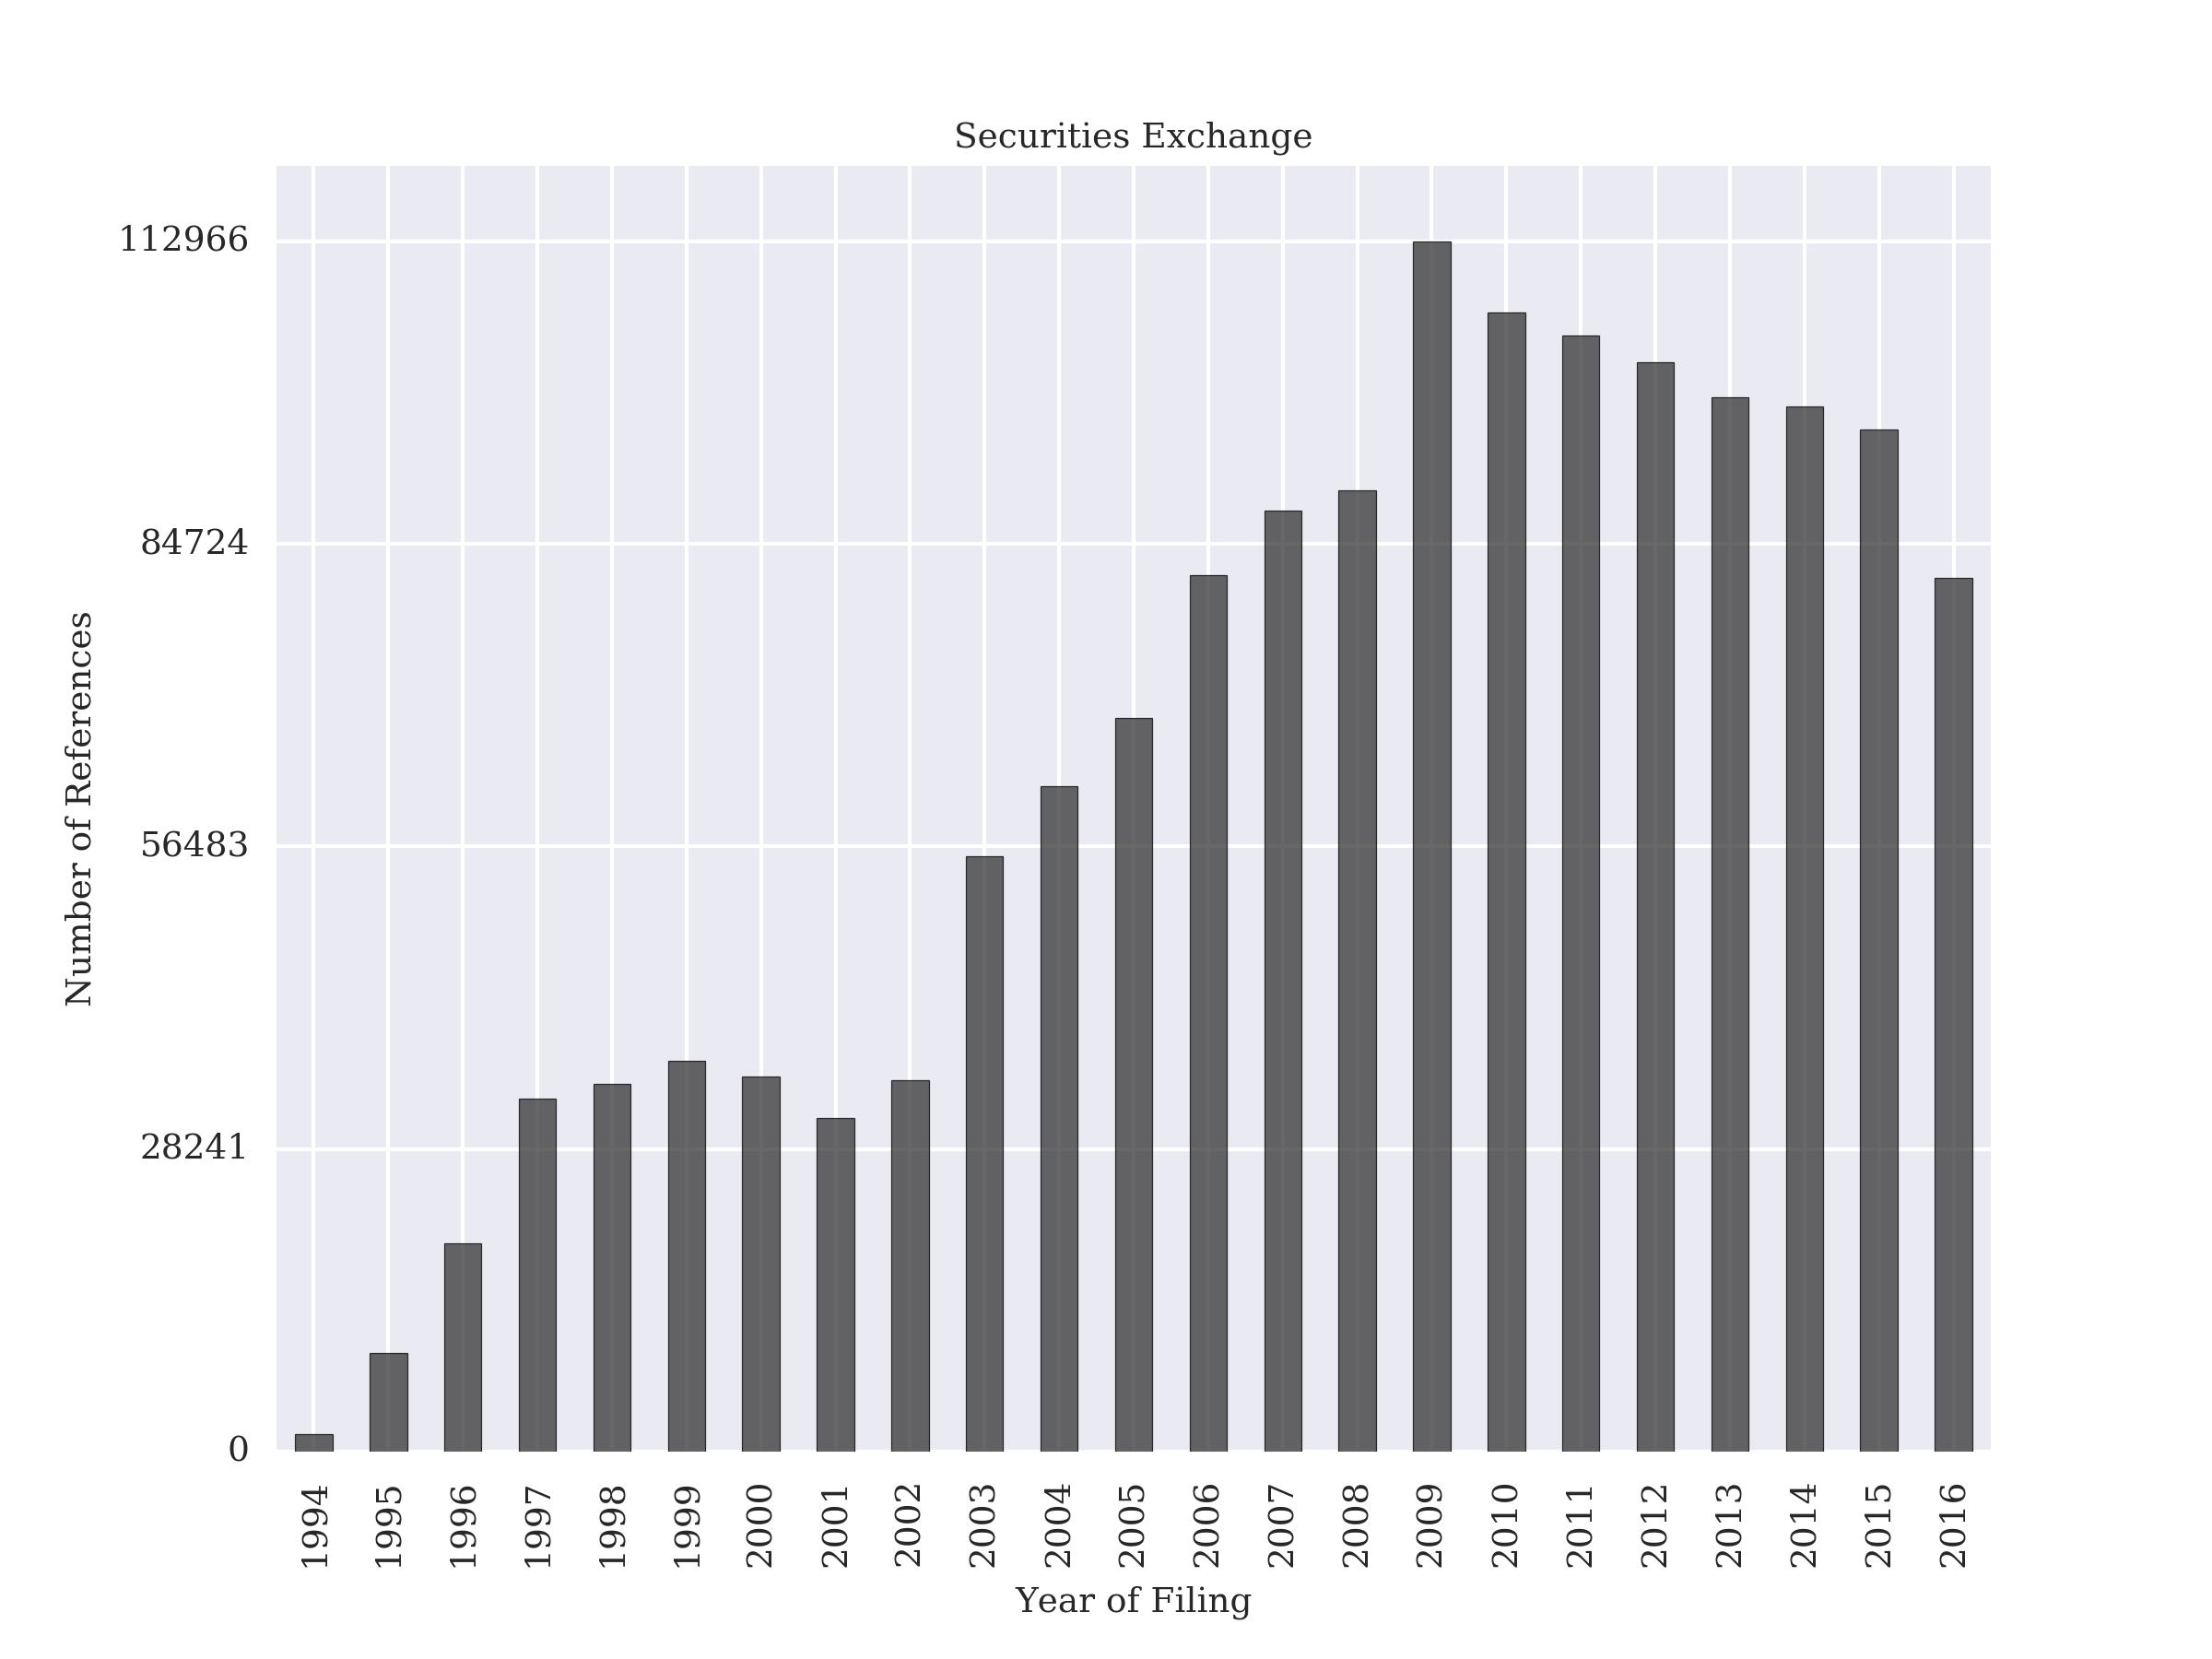 Securities Exchange
112966
84724
56483
28241
0
Number of References
1994 1995 1996 1997 1998 1999 2000 2001 2002 2003 2004 2005 2006 2007 2008 2009 2010 2011 2012 2013 2014 2015 2016
Year of Filing